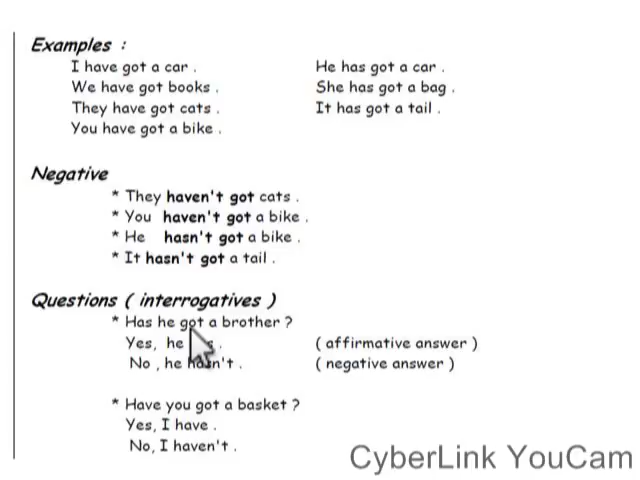 Examples :
I have got a car .
He has got a car .
We have got books .
She has got a bag .
They have got cats .
It has got a tail .
You have got a bike .
Negative
* They haven't got cats .
* You haven't got a bike .
* He hasn't got a bike .
* It hasn't got a tail .
Questions ( interrogatives )
* Has he got a brother ?
Yes, he . ( affirmative answer )
No , he hasn't . ( negative answer )
* Have you got a basket ?
Yes, I have .
No, I haven't .
CyberLink YouCam